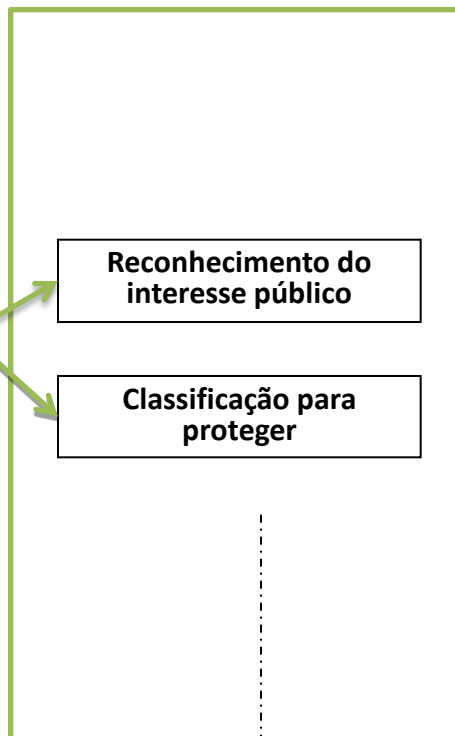 Reconhecimento do
interesse público
Classificação para
proteger